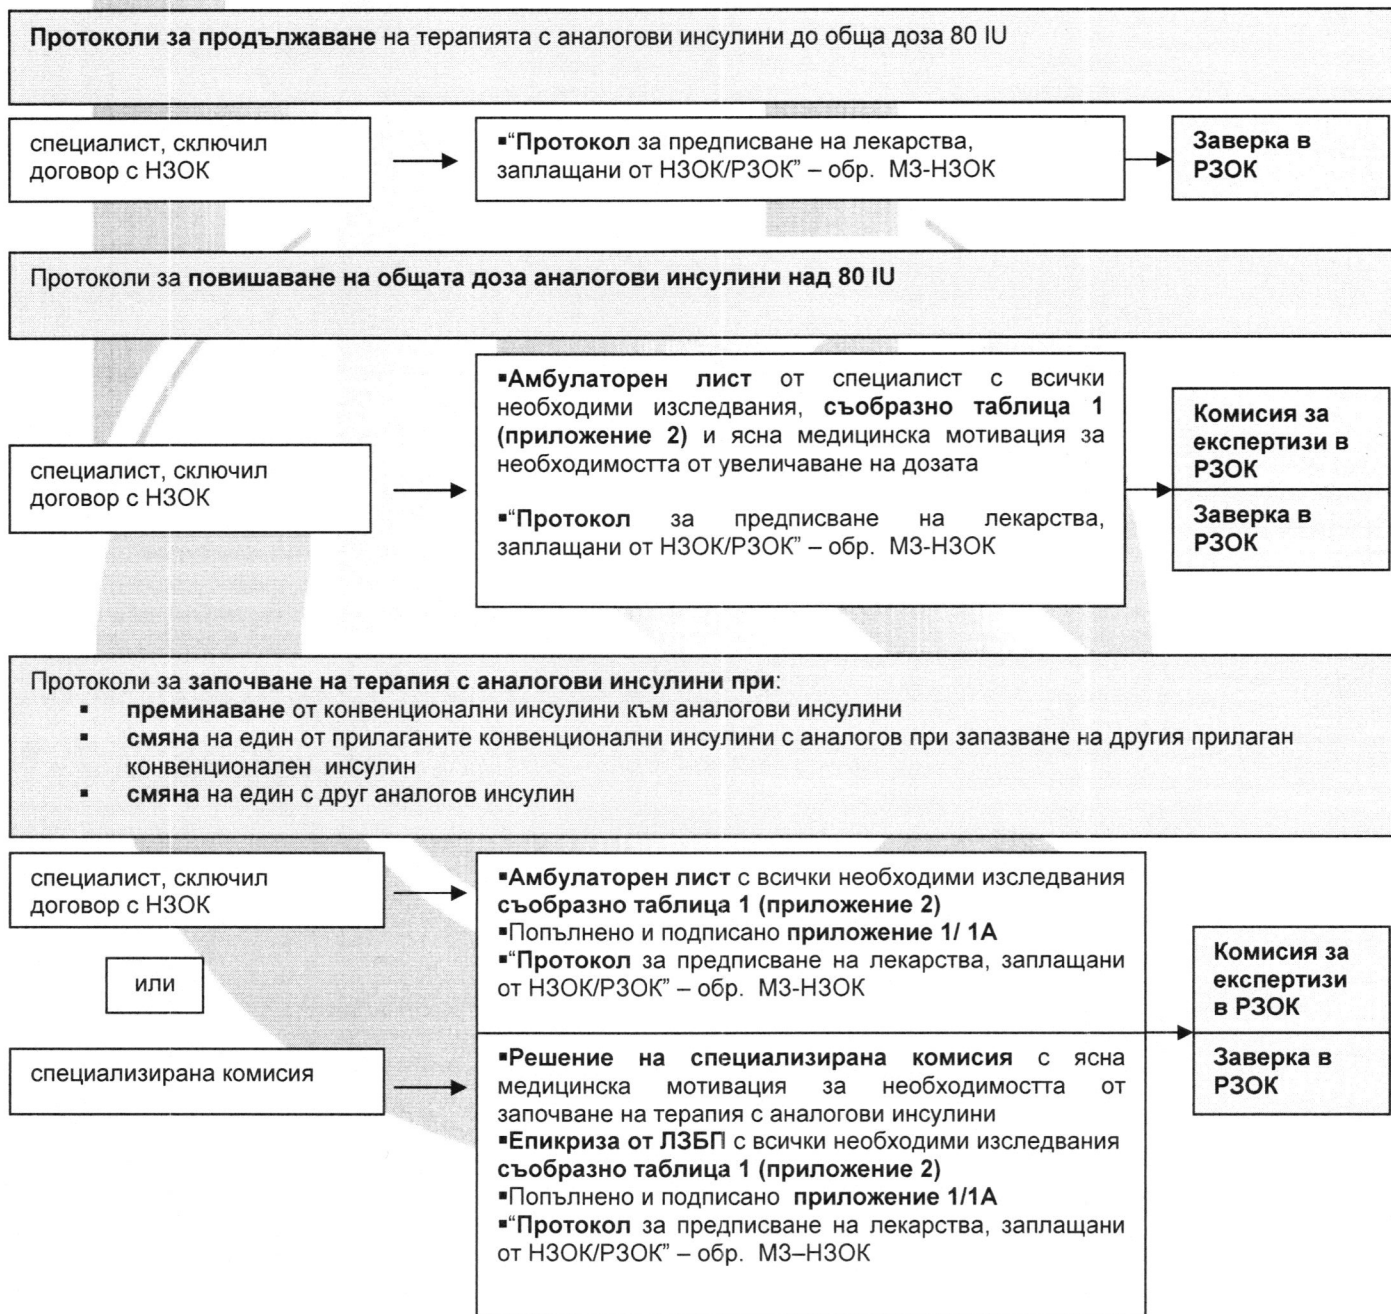 Протоколи за продължаване на терапията с аналогови инсулини до обща доза 80 IU
специалист, сключил
договор с НЗОК
▪“Протокол за предписване на лекарства,
заплащани от НЗОК/РЗОК” – обр. МЗ-НЗОК
Заверка в
РЗОК
Протоколи за повишаване на общата доза аналогови инсулини над 80 IU
специалист, сключил
договор с НЗОК
▪Амбулаторен лист от специалист с всички
необходими изследвания, съобразно таблица 1
(приложение 2) и ясна медицинска мотивация за
необходимостта от увеличаване на дозата
▪“Протокол за предписване на лекарства,
заплащани от НЗОК/РЗОК” – обр. МЗ-НЗОК
Комисия за
експертизи в
РЗОК
Заверка в
РЗОК
Протоколи за започване на терапия с аналогови инсулини при:
▪ преминаване от конвенционални инсулини към аналогови инсулини
▪ смяна на един от прилаганите конвенционални инсулини с аналогов при запазване на другия прилаган
конвенционален инсулин
▪ смяна на един с друг аналогов инсулин
специалист, сключил
договор с НЗОК
или
специализирана комисия
▪Амбулаторен лист с всички необходими изследвания
съобразно таблица 1 (приложение 2)
▪Попълнено и подписано приложение 1/ 1А
▪“Протокол за предписване на лекарства, заплащани
от НЗОК/РЗОК” – обр. МЗ-НЗОК
▪Решение на специализирана комисия с ясна
медицинска мотивация за необходимостта от
започване на терапия с аналогови инсулини
▪Епикриза от ЛЗБП с всички необходими изследвания
съобразно таблица 1 (приложение 2)
▪Попълнено и подписано приложение 1/1А
▪“Протокол за предписване на лекарства, заплащани
от НЗОК/РЗОК” – обр. МЗ–НЗОК
Комисия за
експертизи
в РЗОК
Заверка в
РЗОК